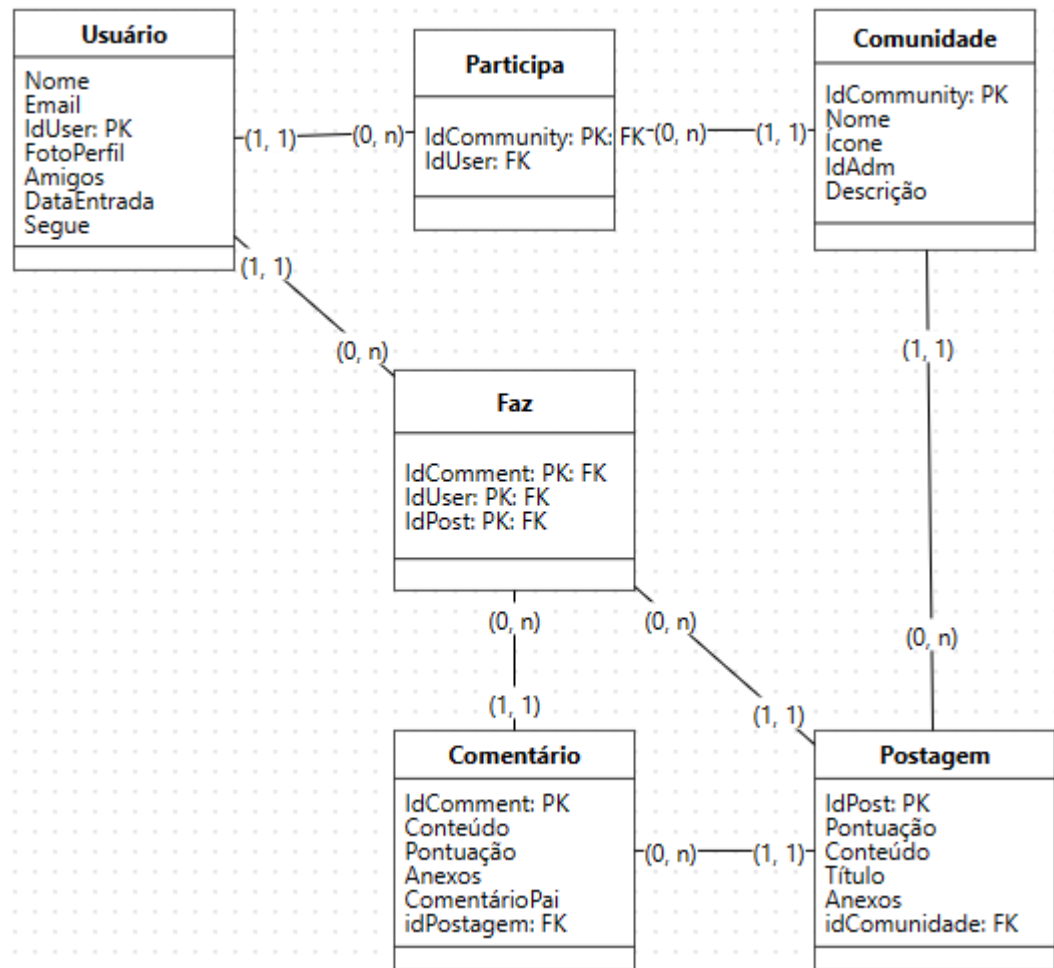 Usuário
Nome
Email
IdUser: PK
FotoPerfil
Amigos
DataEntrada
Segue
(1, 1)
(0, n)
Participa
IdCommunity: PK: FK
IdUser: FK
(0, n)
(1, 1)
Comunidade
IdCommunity: PK
Nome
Ícone
IdAdm
Descrição
(1, 1)
(0, n)
(1, 1)
(0, n)
Faz
IdComment: PK: FK
IdUser: PK: FK
IdPost: PK: FK
(0, n)
(1, 1)
(0, n)
(1, 1)
Comentário
IdComment: PK
Conteúdo
Pontuação
Anexos
ComentárioPai
idPostagem: FK
(0, n)
(1, 1)
Postagem
IdPost: PK
Pontuação
Conteúdo
Título
Anexos
idComunidade: FK